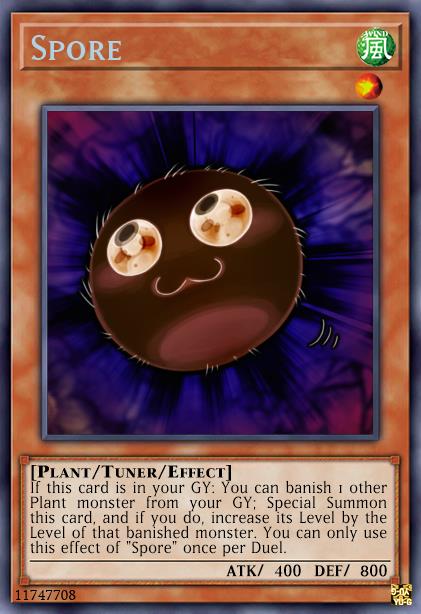 Spore
WIND
風
[Plant/Tuner/Effect]
If this card is in your GY: You can banish 1 other
Plant monster from your GY; Special Summon
this card, and if you do, increase its Level by the
Level of that banished monster. You can only use
this effect of "Spore" once per Duel.
ATK/ 400 DEF/ 800
11747708